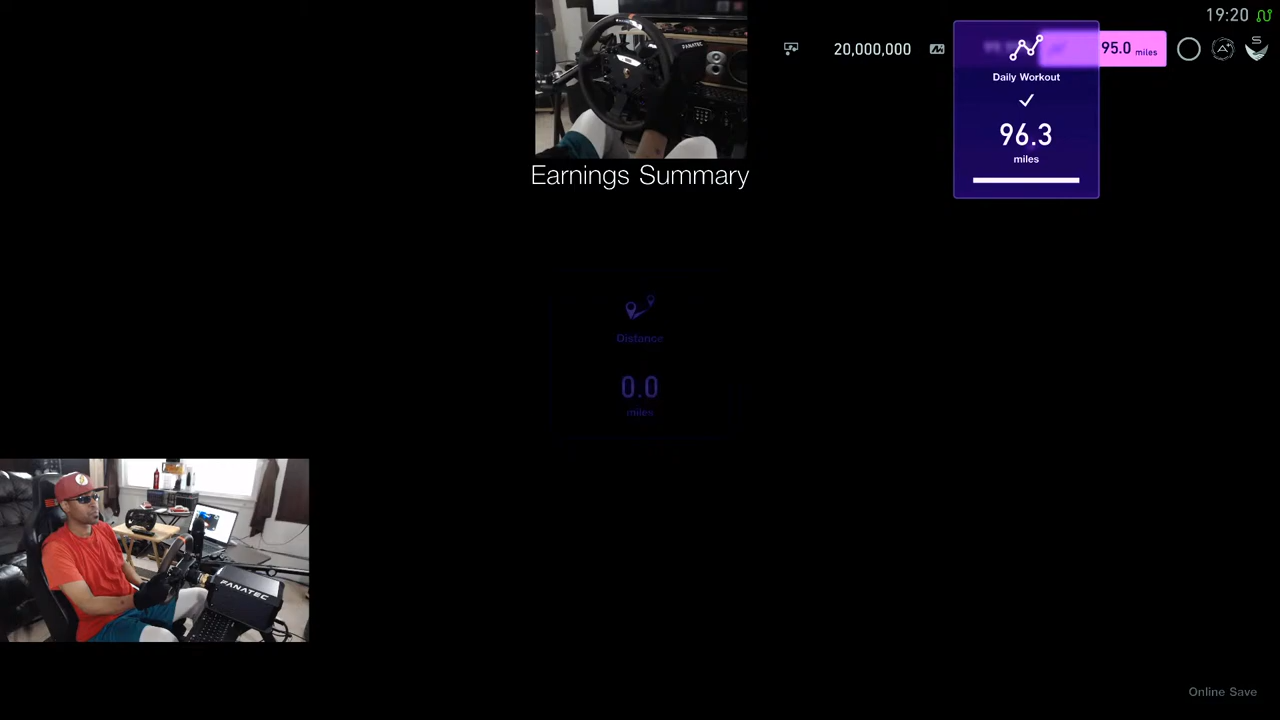 19:20
20,000,000
95.0 miles
Daily Workout
96.3
miles
FANATEC
Earnings Summary
Distance
0.0
miles
FANATEC
Online Save